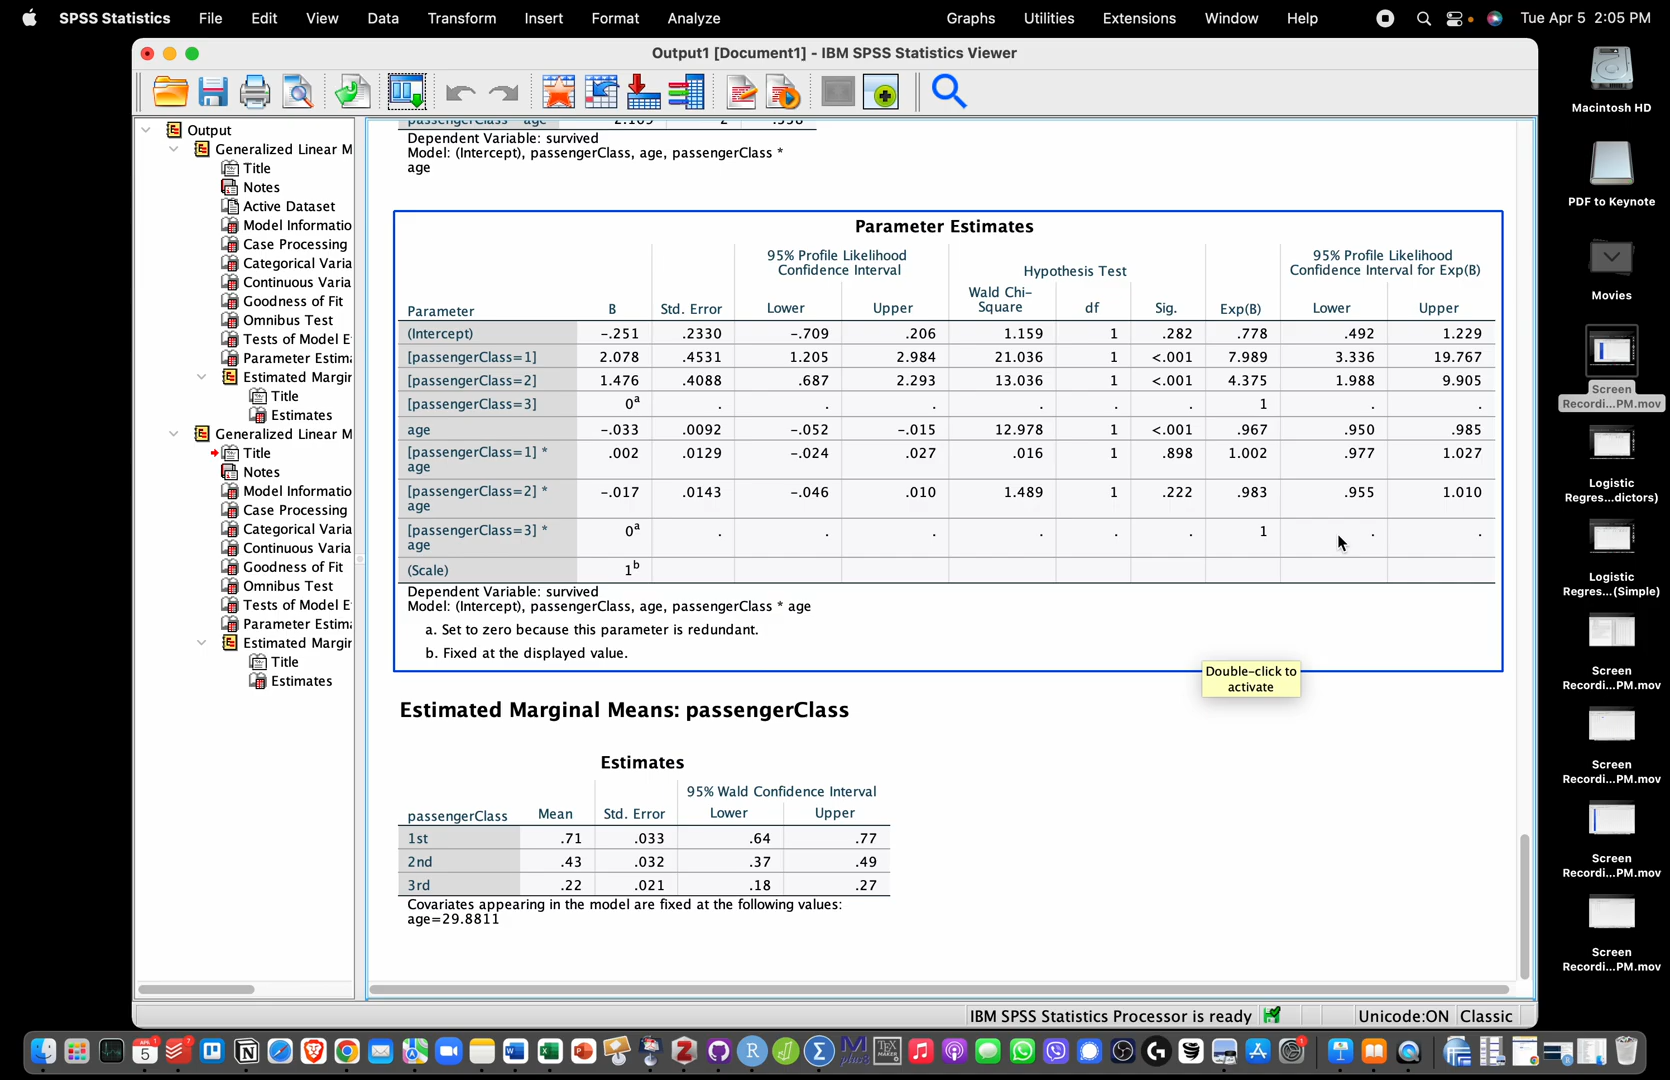 SPSS Statistics File Edit View Data Transform Insert Format Analyze Graphs Utilities Extensions Window Help Tue Apr 5 2:05 PM
Output1 [Document1] - IBM SPSS Statistics Viewer
Output
Generalized Linear M
Title
Notes
Active Dataset
Model Informatio
Case Processing
Categorical Varia
Continuous Varia
Goodness of Fit
Omnibus Test
Tests of Model E
Parameter Estima
Estimated Margin
Title
Estimates
Generalized Linear M
Title
Notes
Model Informatio
Case Processing
Categorical Varia
Continuous Varia
Goodness of Fit
Omnibus Test
Tests of Model E
Parameter Estima
Estimated Margin
Title
Estimates
Dependent Variable: survived
Model: (Intercept), passengerClass, age, passengerClass *
age
Parameter Estimates
95% Profile Likelihood
Confidence Interval
Hypothesis Test
95% Profile Likelihood
Confidence Interval for Exp(B)
Parameter B Std. Error Lower Upper Wald Chi-
Square df Sig. Exp(B) Lower Upper
(Intercept) -.251 .2330 -.709 .206 1.159 1 .282 .778 .492 1.229
[passengerClass=1] 2.078 .4531 1.205 2.984 21.036 1 <.001 7.989 3.336 19.767
[passengerClass=2] 1.476 .4088 .687 2.293 13.036 1 <.001 4.375 1.988 9.905
[passengerClass=3] 0a . . . . . . 1 . .
age -.033 .0092 -.052 -.015 12.978 1 <.001 .967 .950 .985
[passengerClass=1] * .002 .0129 -.024 .027 .016 1 .898 1.002 .977 1.027
age
[passengerClass=2] * -.017 .0143 -.046 .010 1.489 1 .222 .983 .955 1.010
age
[passengerClass=3] * 0a . . . . . . 1 . .
age
(Scale) 1b
Dependent Variable: survived
Model: (Intercept), passengerClass, age, passengerClass * age
a. Set to zero because this parameter is redundant.
b. Fixed at the displayed value.
Double-click to
activate
Estimated Marginal Means: passengerClass
Estimates
95% Wald Confidence Interval
passengerClass Mean Std. Error Lower Upper
1st .71 .033 .64 .77
2nd .43 .032 .37 .49
3rd .22 .021 .18 .27
Covariates appearing in the model are fixed at the following values:
age=29.8811
IBM SPSS Statistics Processor is ready Unicode:ON Classic
Macintosh HD
PDF to Keynote
Movies
Screen
Recordi...PM.mov
Logistic
Regres...dictors)
Logistic
Regres...(Simple)
Screen
Recordi...PM.mov
Screen
Recordi...PM.mov
Screen
Recordi...PM.mov
Screen
Recordi...PM.mov